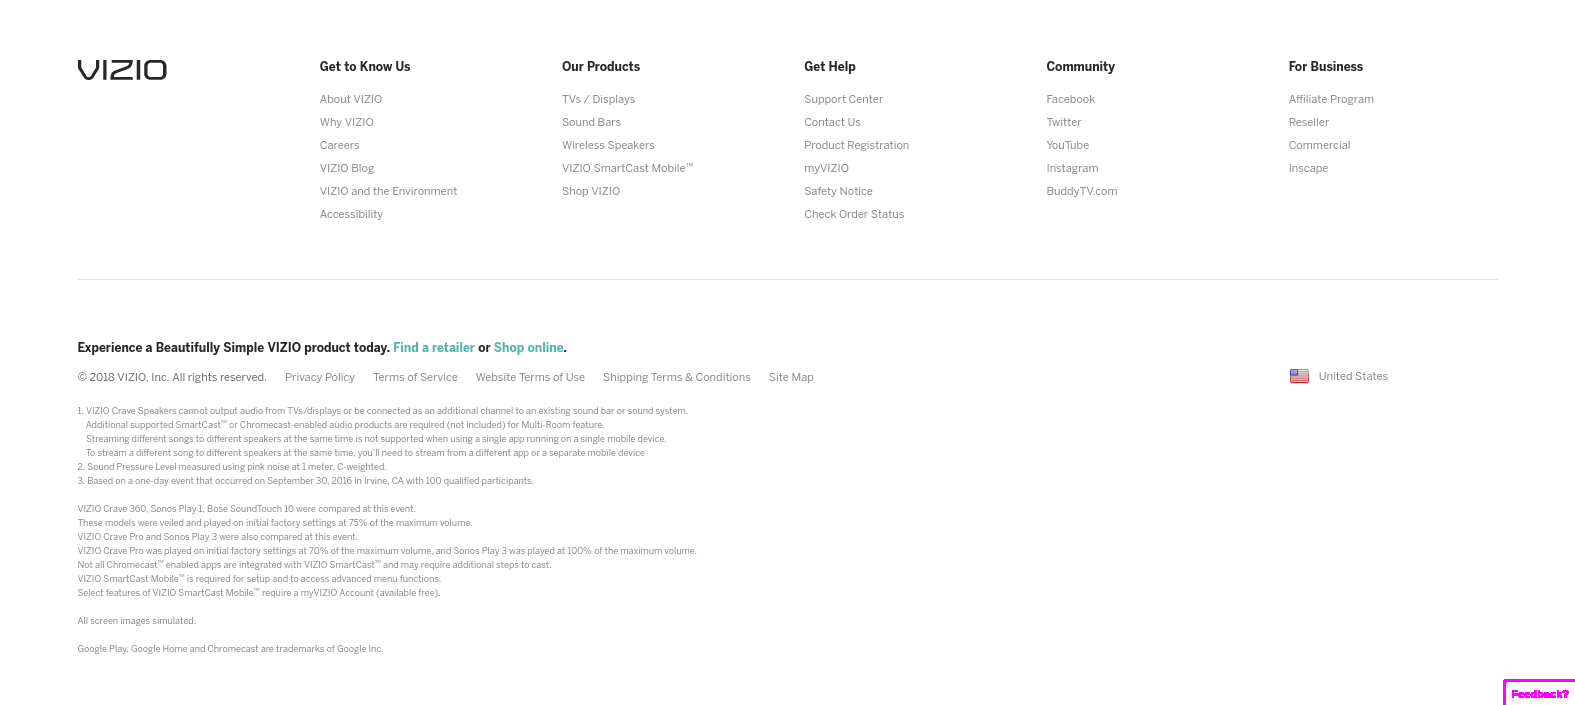 VIZIO
Get to Know Us
About VIZIO
Why VIZIO
Careers
VIZIO Blog
VIZIO and the Environment
Accessibility
Our Products
TVs / Displays
Sound Bars
Wireless Speakers
VIZIO SmartCast Mobile™
Shop VIZIO
Get Help
Support Center
Contact Us
Product Registration
myVIZIO
Safety Notice
Check Order Status
Community
Facebook
Twitter
YouTube
Instagram
BuddyTV.com
For Business
Affiliate Program
Reseller
Commercial
Inscape
Experience a Beautifully Simple VIZIO product today. Find a retailer or Shop online.
© 2018 VIZIO, Inc. All rights reserved. Privacy Policy Terms of Service Website Terms of Use Shipping Terms & Conditions Site Map
United States
1. VIZIO Crave Speakers cannot output audio from TVs/displays or be connected as an additional channel to an existing sound bar or sound system.
Additional supported SmartCast™ or Chromecast-enabled audio products are required (not included) for Multi-Room feature.
Streaming different songs to different speakers at the same time is not supported when using a single app running on a single mobile device.
To stream a different song to different speakers at the same time, you'll need to stream from a different app or a separate mobile device
2. Sound Pressure Level measured using pink noise at 1 meter, C-weighted.
3. Based on a one-day event that occurred on September 30, 2016 in Irvine, CA with 100 qualified participants.
VIZIO Crave 360, Sonos Play 1, Bose SoundTouch 10 were compared at this event.
These models were veiled and played on initial factory settings at 75% of the maximum volume.
VIZIO Crave Pro and Sonos Play 3 were also compared at this event.
VIZIO Crave Pro was played on initial factory settings at 70% of the maximum volume, and Sonos Play 3 was played at 100% of the maximum volume.
Not all Chromecast™ enabled apps are integrated with VIZIO SmartCast™ and may require additional steps to cast.
VIZIO SmartCast Mobile™ is required for setup and to access advanced menu functions.
Select features of VIZIO SmartCast Mobile™ require a myVIZIO Account (available free).
All screen images simulated.
Google Play, Google Home and Chromecast are trademarks of Google Inc.
Feedback?